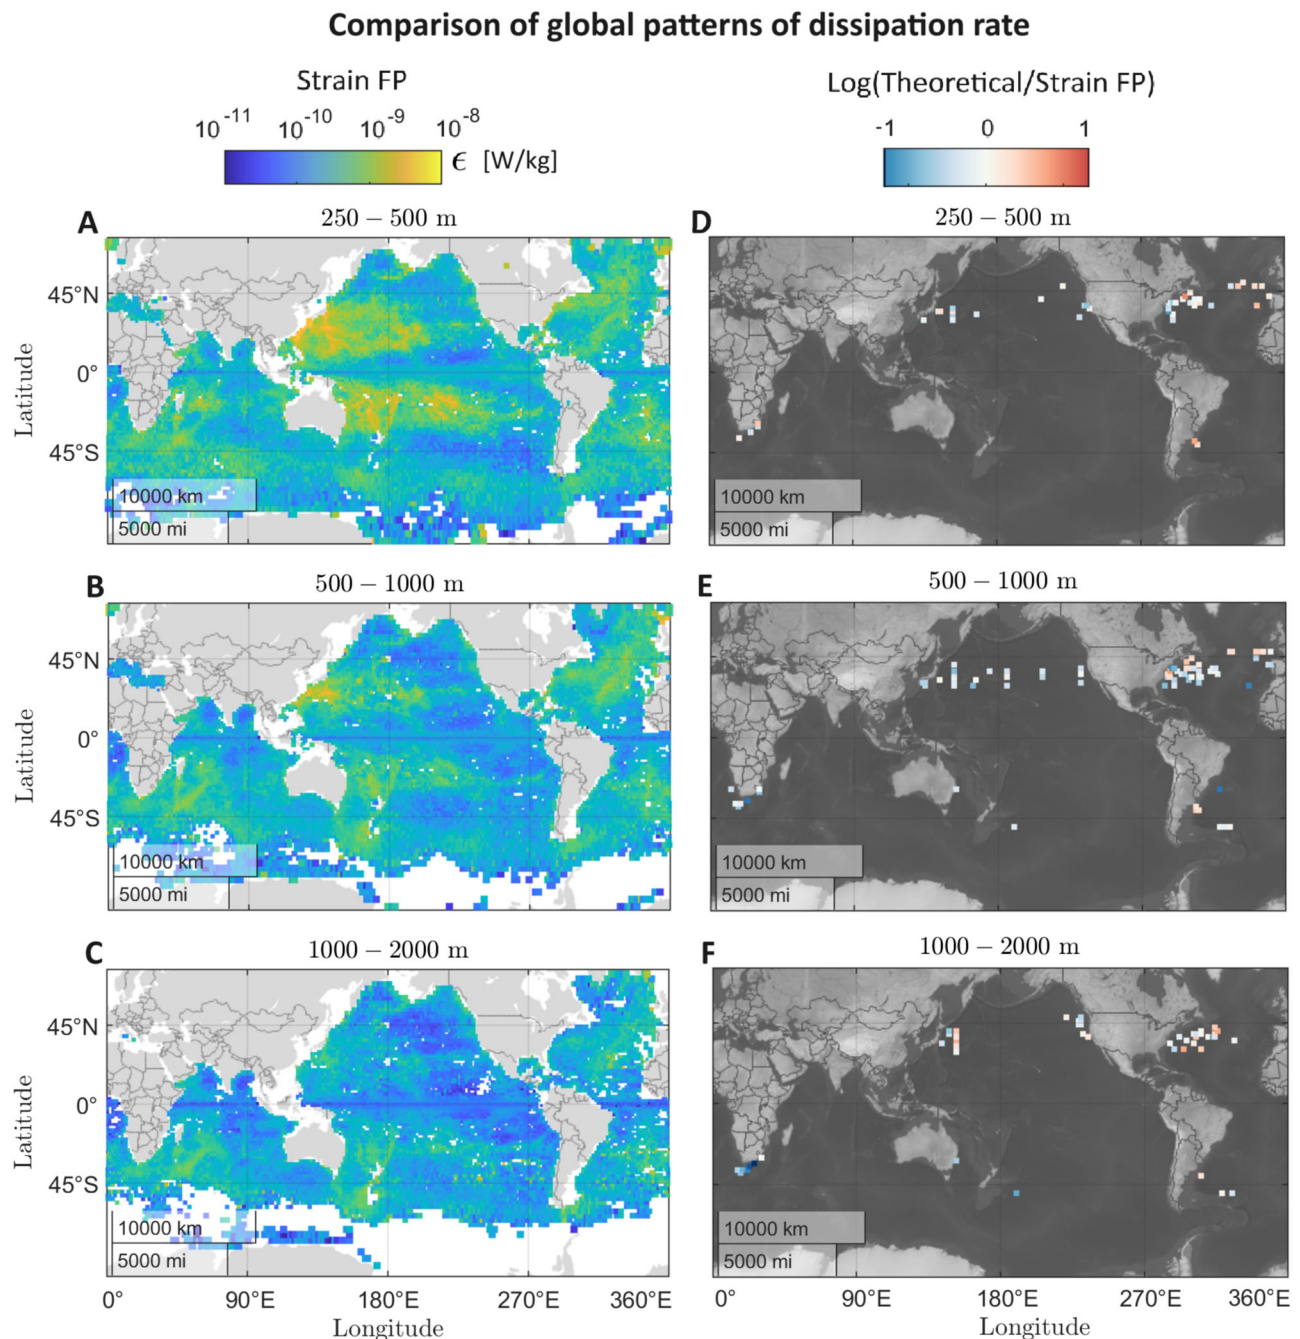 Comparison of global patterns of dissipation rate
Strain FP
10^-11 10^-10 10^-9 10^-8
ϵ [W/kg]
Log(Theoretical/Strain FP)
-1 0 1
A
250 – 500 m
45°N
0°
45°S
Latitude
10000 km
5000 mi
D
250 – 500 m
10000 km
5000 mi
B
500 – 1000 m
45°N
0°
45°S
Latitude
10000 km
5000 mi
E
500 – 1000 m
10000 km
5000 mi
C
1000 – 2000 m
45°N
0°
45°S
Latitude
10000 km
5000 mi
0° 90°E 180°E 270°E 360°E
Longitude
F
1000 – 2000 m
10000 km
5000 mi
0° 90°E 180°E 270°E 360°E
Longitude